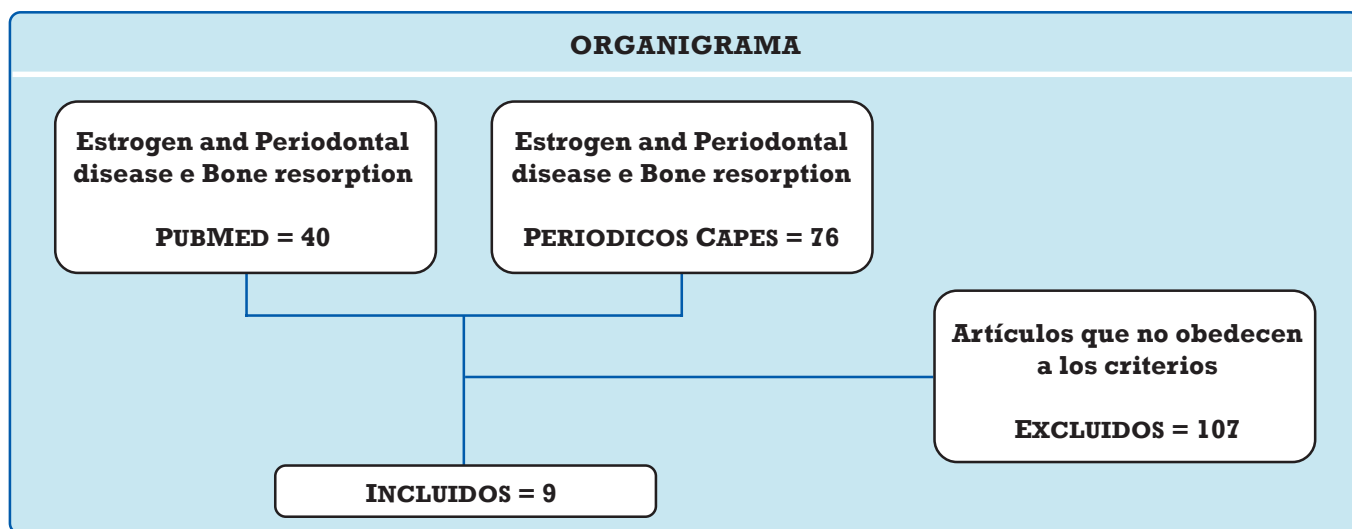 ORGANIGRAMA
Estrogen and Periodontal
disease e Bone resorption
PUBMED = 40
Estrogen and Periodontal
disease e Bone resorption
PERIODICOS CAPES = 76
Artículos que no obedecen
a los criterios
EXCLUIDOS = 107
INCLUIDOS = 9